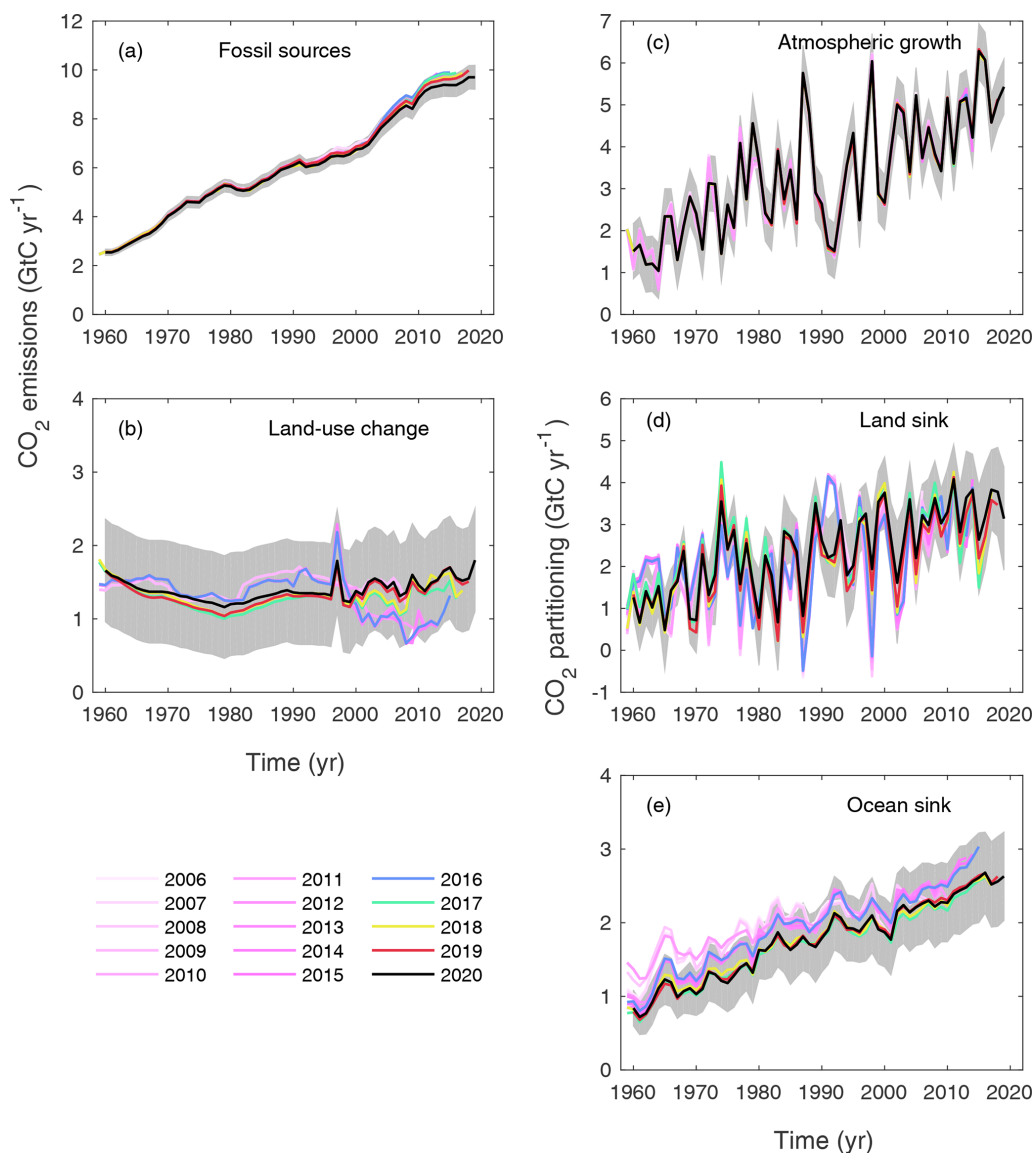 CO2 emissions (GtC yr-1)
(a) Fossil sources
12
10
8
6
4
2
0
1960 1970 1980 1990 2000 2010 2020
(b) Land-use change
4
3
2
1
0
1960 1970 1980 1990 2000 2010 2020
Time (yr)
CO2 partitioning (GtC yr-1)
(c) Atmospheric growth
7
6
5
4
3
2
1
0
1960 1970 1980 1990 2000 2010 2020
(d) Land sink
6
5
4
3
2
1
0
-1
1960 1970 1980 1990 2000 2010 2020
(e) Ocean sink
4
3
2
1
0
1960 1970 1980 1990 2000 2010 2020
Time (yr)
2006 2011 2016
2007 2012 2017
2008 2013 2018
2009 2014 2019
2010 2015 2020